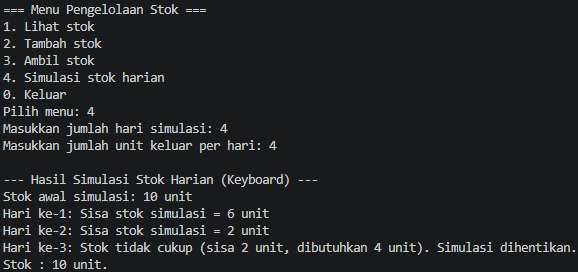 === Menu Pengelolaan Stok ===
1. Lihat stok
2. Tambah stok
3. Ambil stok
4. Simulasi stok harian
0. Keluar
Pilih menu: 4
Masukkan jumlah hari simulasi: 4
Masukkan jumlah unit keluar per hari: 4

--- Hasil Simulasi Stok Harian (Keyboard) ---
Stok awal simulasi: 10 unit
Hari ke-1: Sisa stok simulasi = 6 unit
Hari ke-2: Sisa stok simulasi = 2 unit
Hari ke-3: Stok tidak cukup (sisa 2 unit, dibutuhkan 4 unit). Simulasi dihentikan.
Stok : 10 unit.